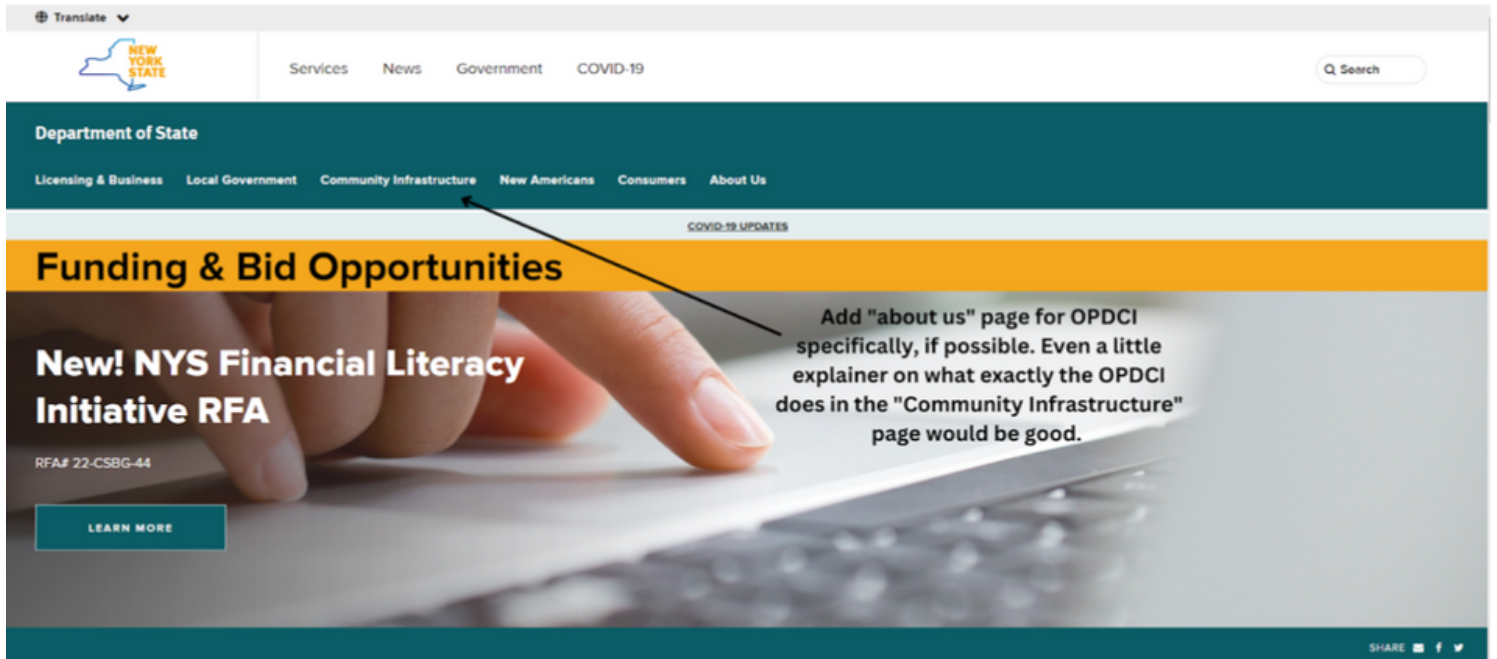 Translate
NEW
YORK
STATE
Services News Government COVID-19
Search
Department of State
Licensing & Business Local Government Community Infrastructure New Americans Consumers About Us
COVID-19 UPDATES
Funding & Bid Opportunities
New! NYS Financial Literacy
Initiative RFA
RFA# 22-CSBG-44
LEARN MORE
Add "about us" page for OPDCI
specifically, if possible. Even a little
explainer on what exactly the OPDCI
does in the "Community Infrastructure"
page would be good.
SHARE